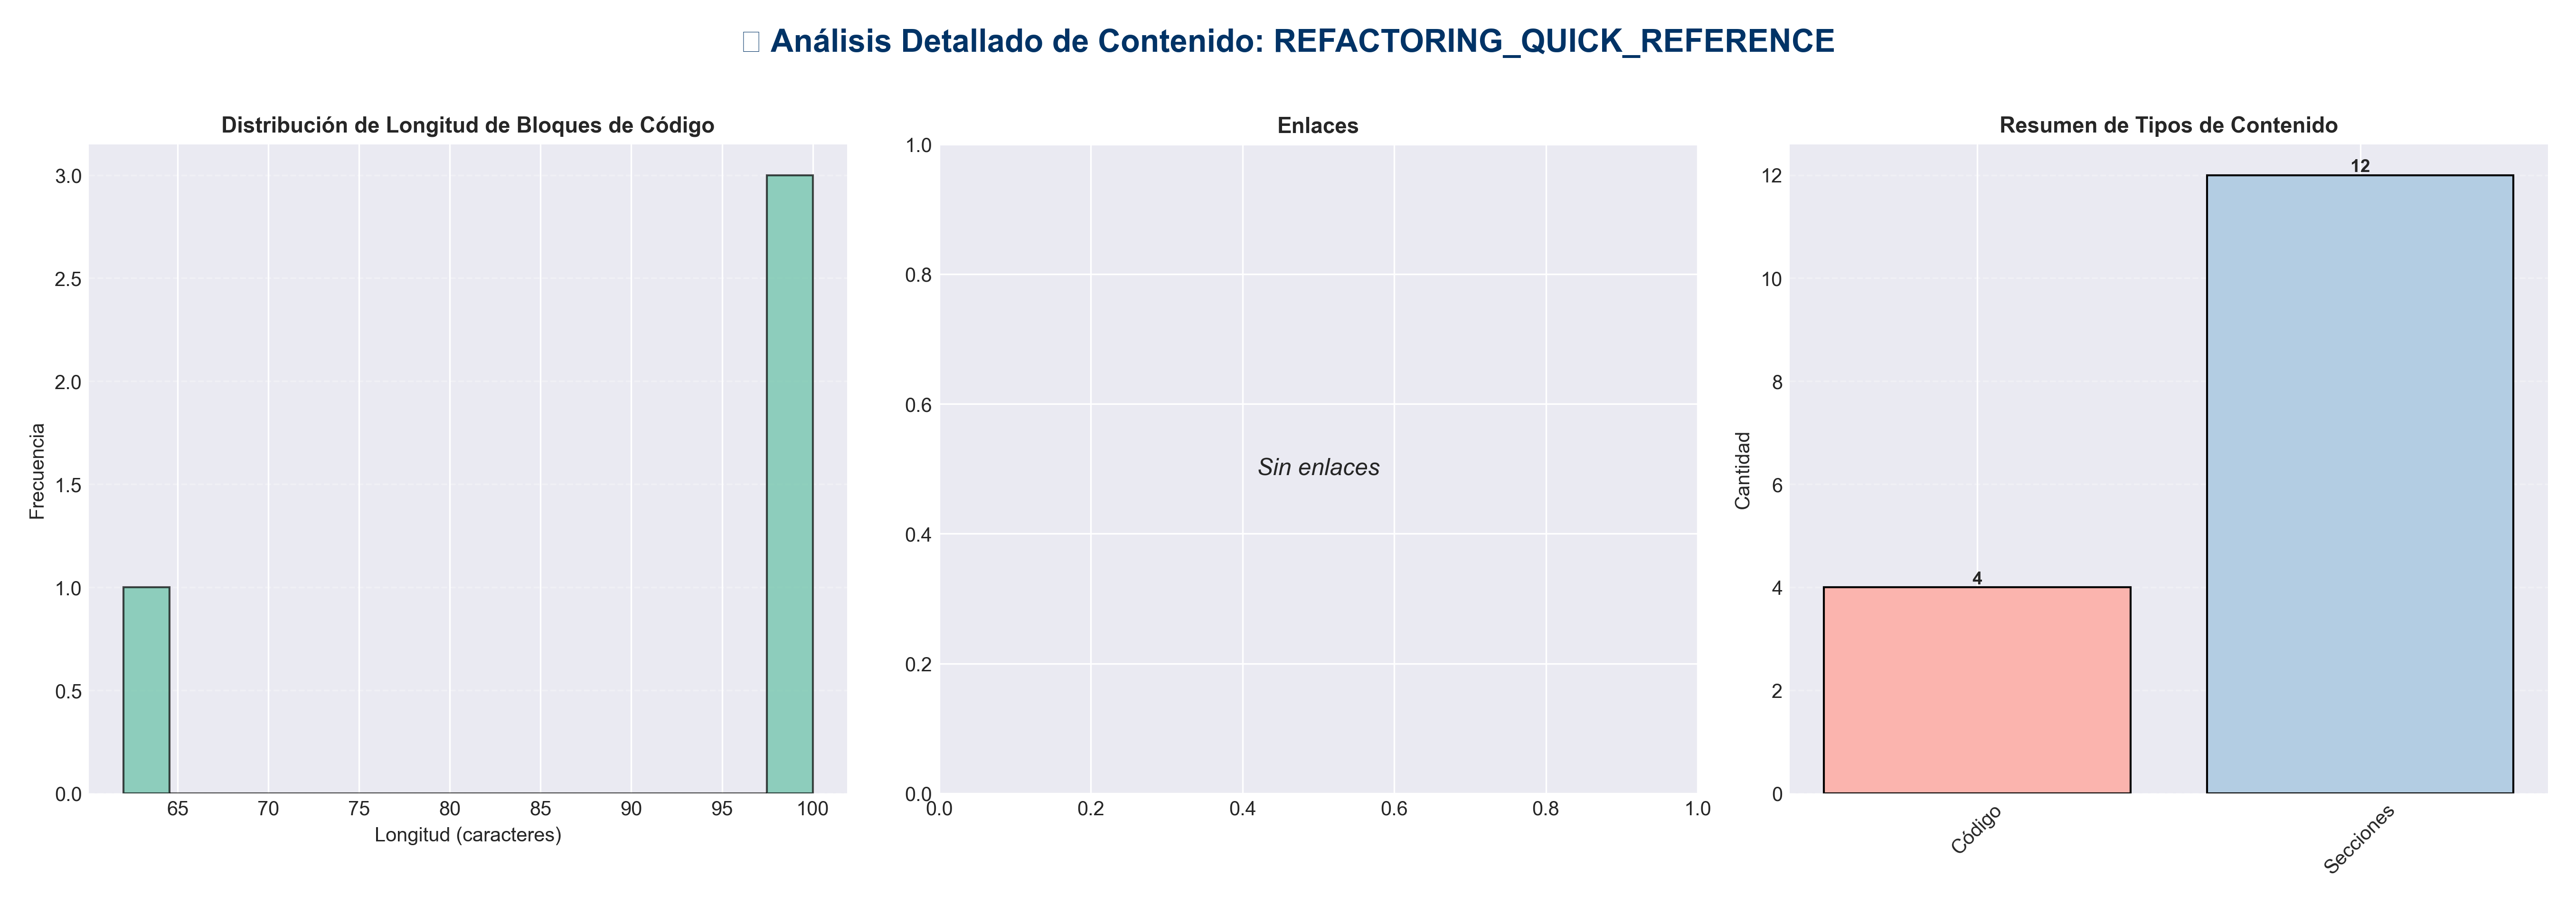 Análisis Detallado de Contenido: REFACTORING_QUICK_REFERENCE
Distribución de Longitud de Bloques de Código
3.0
2.5
2.0
1.5
1.0
0.5
0.0
Frecuencia
65 70 75 80 85 90 95 100
Longitud (caracteres)
Enlaces
1.0
0.8
0.6
0.4
0.2
0.0
Sin enlaces
0.0 0.2 0.4 0.6 0.8 1.0
Resumen de Tipos de Contenido
12
10
8
6
4
2
0
Cantidad
4
12
Código
Secciones